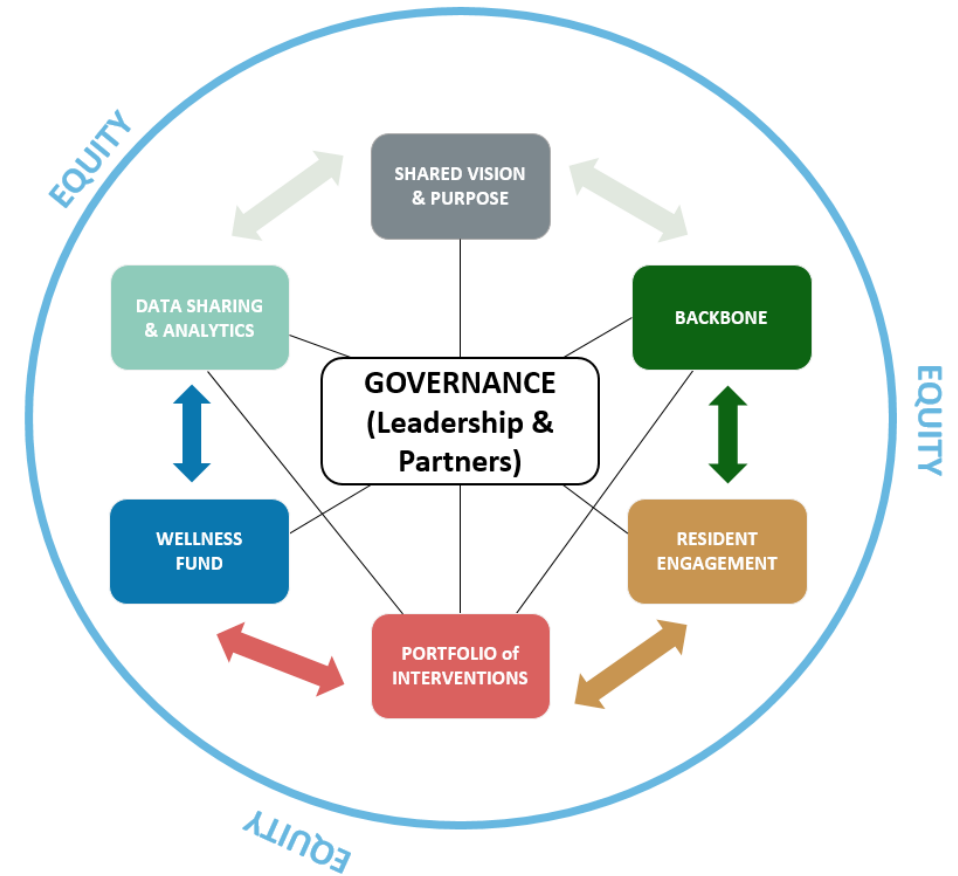 EQUITY
SHARED VISION
& PURPOSE
DATA SHARING
& ANALYTICS
BACKBONE
GOVERNANCE
(Leadership &
Partners)
EQUITY
WELLNESS
FUND
RESIDENT
ENGAGEMENT
PORTFOLIO of
INTERVENTIONS
EQUITY